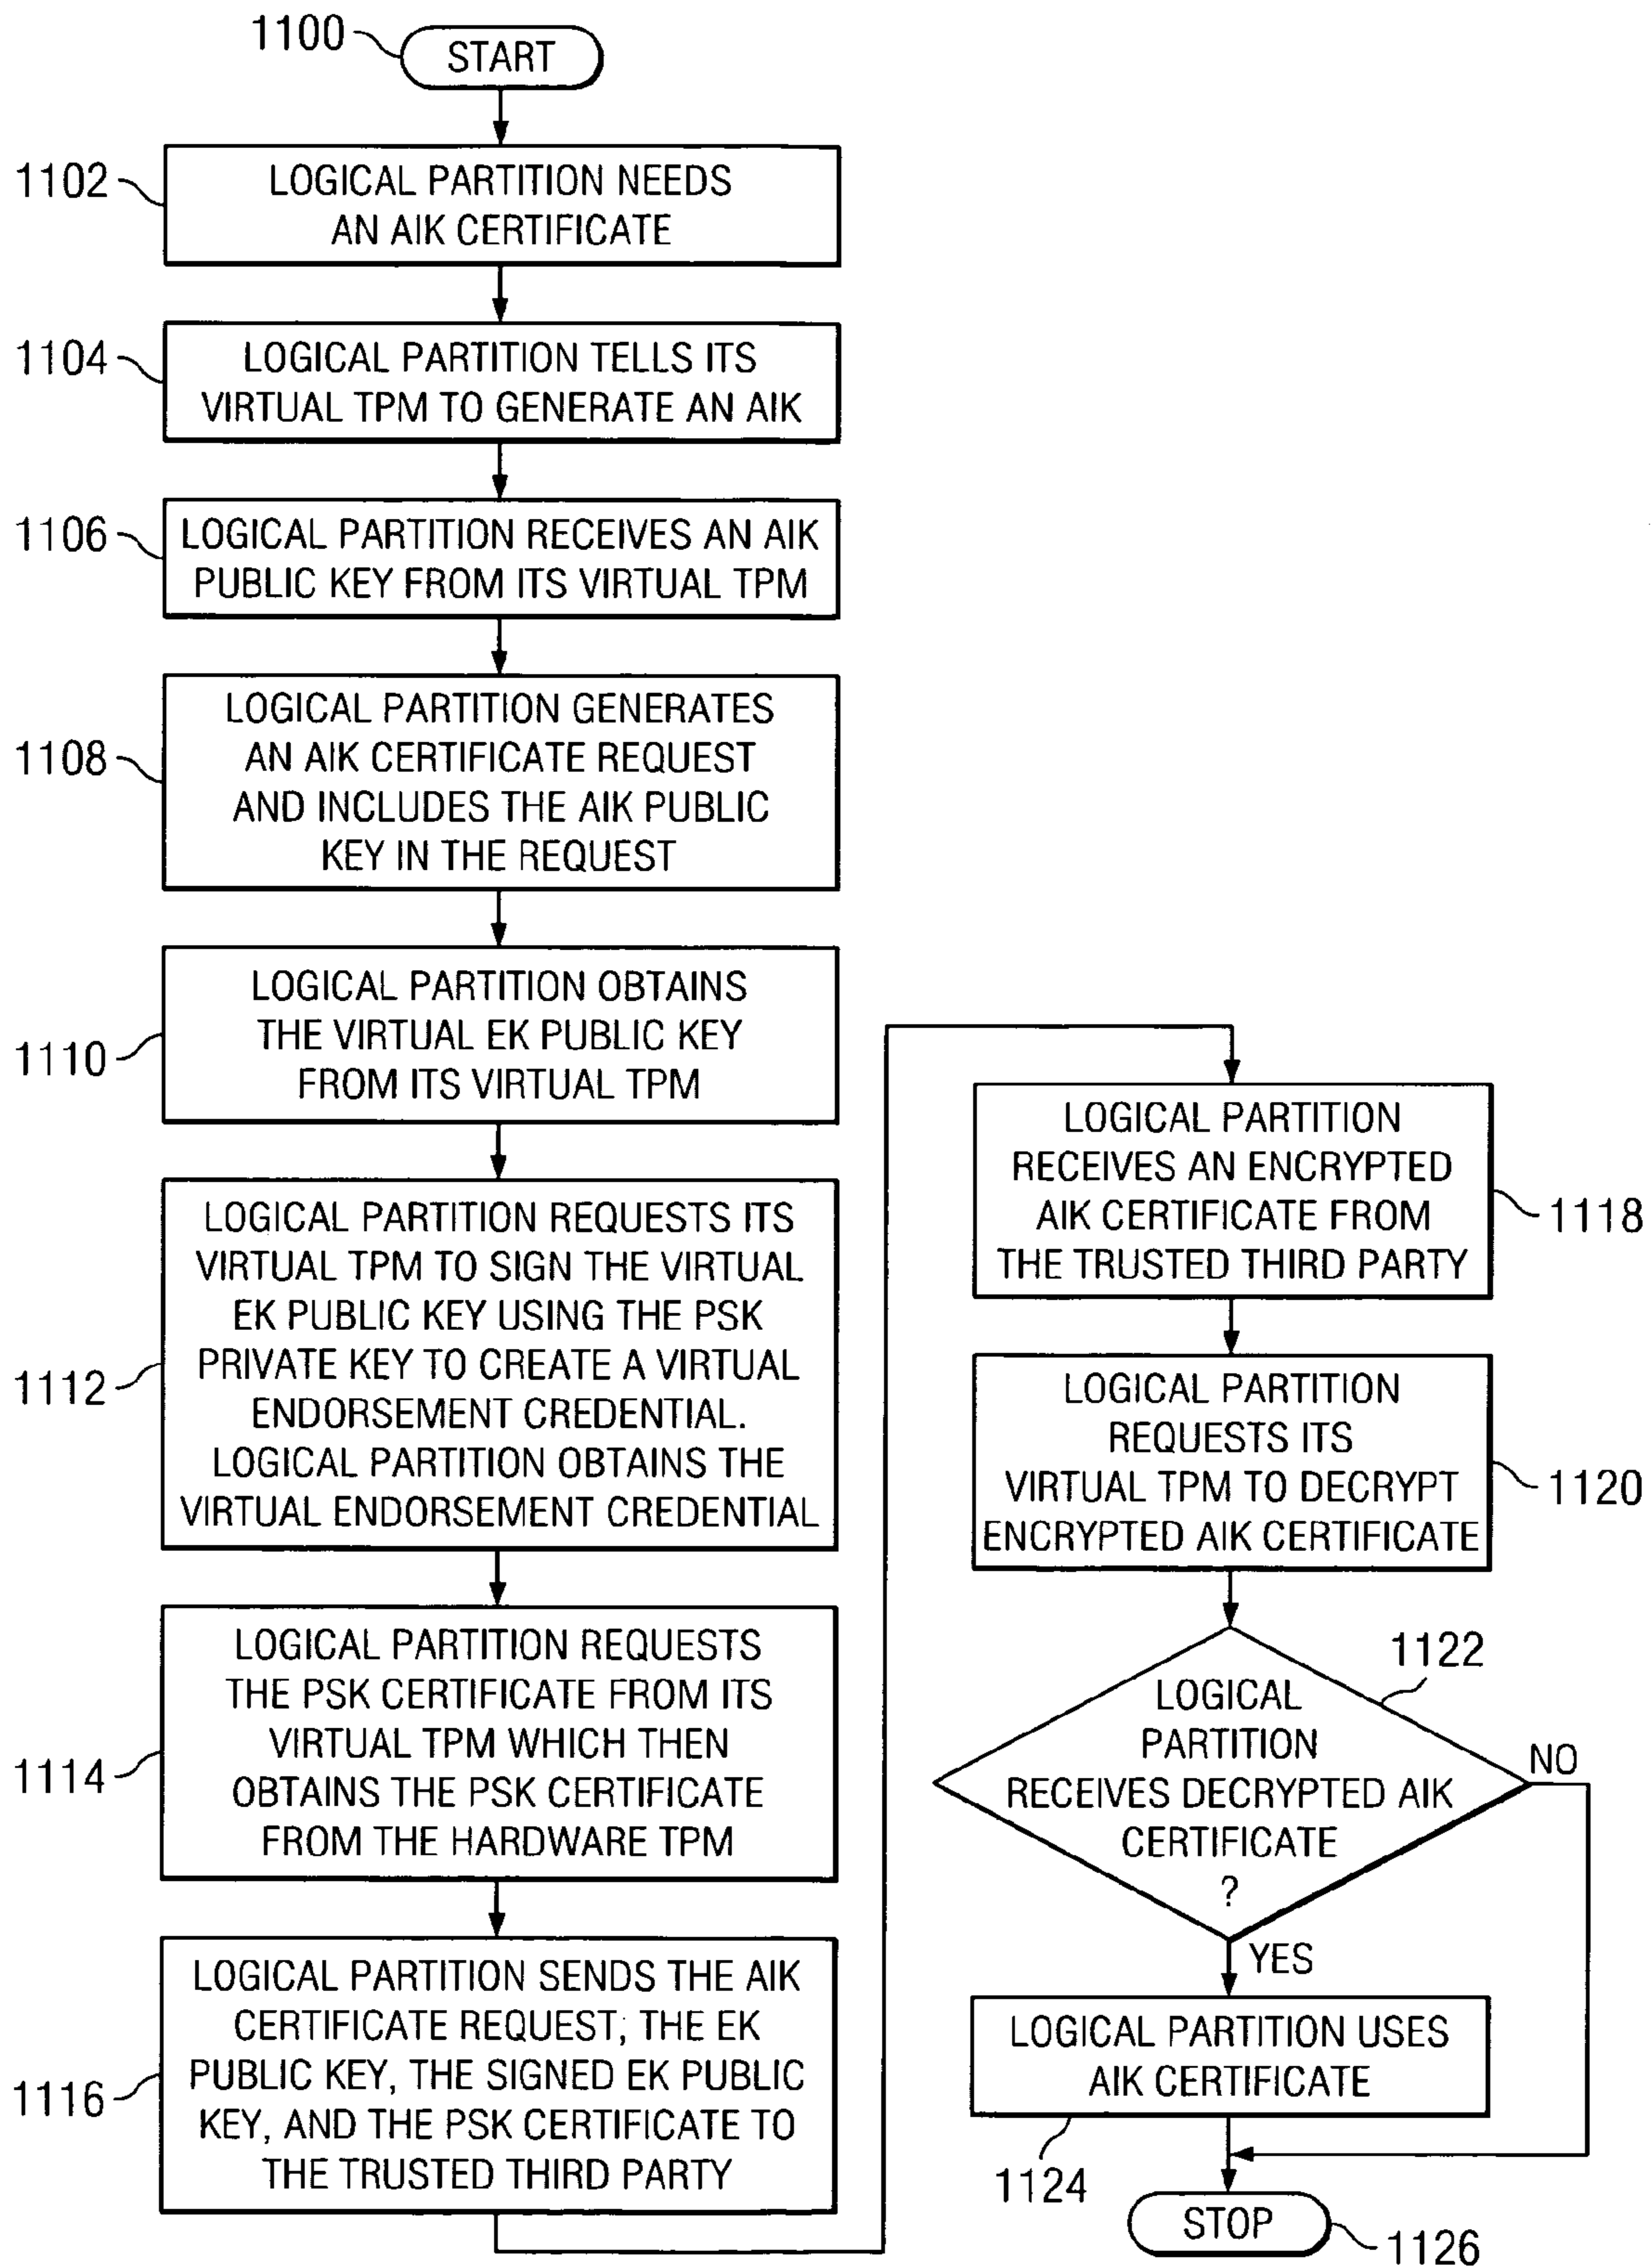 1100
START
1102
LOGICAL PARTITION NEEDS
AN AIK CERTIFICATE
1104
LOGICAL PARTITION TELLS ITS
VIRTUAL TPM TO GENERATE AN AIK
1106
LOGICAL PARTITION RECEIVES AN AIK
PUBLIC KEY FROM ITS VIRTUAL TPM
1108
LOGICAL PARTITION GENERATES
AN AIK CERTIFICATE REQUEST
AND INCLUDES THE AIK PUBLIC
KEY IN THE REQUEST
1110
LOGICAL PARTITION OBTAINS
THE VIRTUAL EK PUBLIC KEY
FROM ITS VIRTUAL TPM
1112
LOGICAL PARTITION REQUESTS ITS
VIRTUAL TPM TO SIGN THE VIRTUAL
EK PUBLIC KEY USING THE PSK
PRIVATE KEY TO CREATE A VIRTUAL
ENDORSEMENT CREDENTIAL.
LOGICAL PARTITION OBTAINS THE
VIRTUAL ENDORSEMENT CREDENTIAL
1114
LOGICAL PARTITION REQUESTS
THE PSK CERTIFICATE FROM ITS
VIRTUAL TPM WHICH THEN
OBTAINS THE PSK CERTIFICATE
FROM THE HARDWARE TPM
1116
LOGICAL PARTITION SENDS THE AIK
CERTIFICATE REQUEST, THE EK
PUBLIC KEY, THE SIGNED EK PUBLIC
KEY, AND THE PSK CERTIFICATE TO
THE TRUSTED THIRD PARTY
LOGICAL PARTITION
RECEIVES AN ENCRYPTED
AIK CERTIFICATE FROM
THE TRUSTED THIRD PARTY
1118
LOGICAL PARTITION
REQUESTS ITS
VIRTUAL TPM TO DECRYPT
ENCRYPTED AIK CERTIFICATE
1120
1122
LOGICAL
PARTITION
RECEIVES DECRYPTED AIK
CERTIFICATE
?
NO
YES
LOGICAL PARTITION USES
AIK CERTIFICATE
1124
STOP
1126